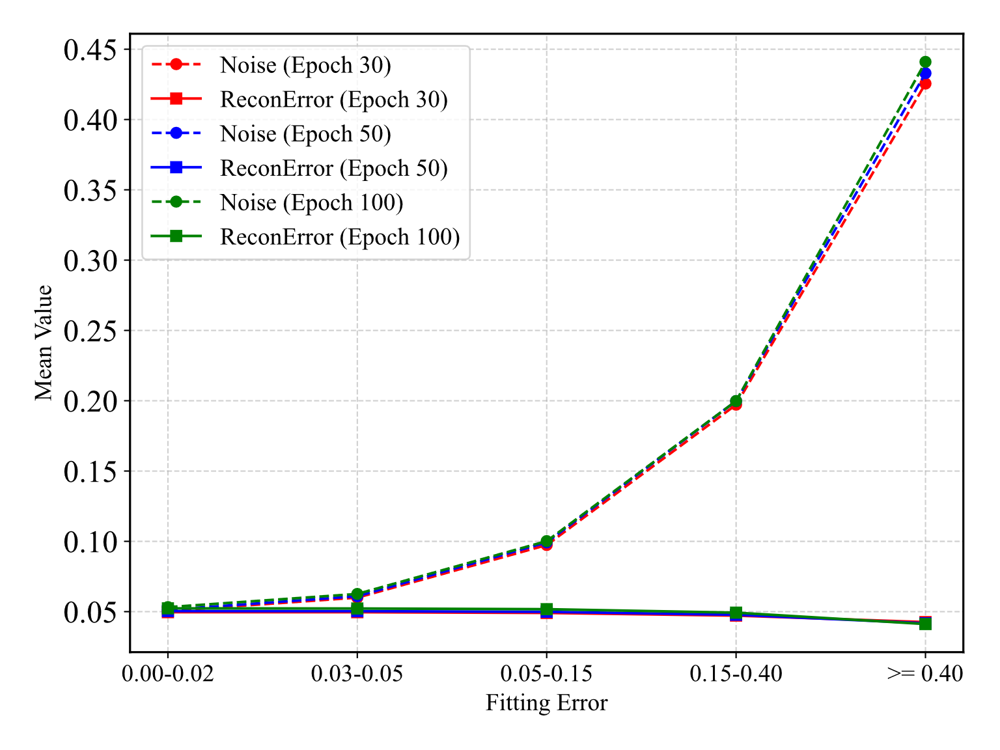 0.45
0.40
0.35
0.30
0.25
0.20
0.15
0.10
0.05
Mean Value
Noise (Epoch 30)
ReconError (Epoch 30)
Noise (Epoch 50)
ReconError (Epoch 50)
Noise (Epoch 100)
ReconError (Epoch 100)
0.00-0.02 0.03-0.05 0.05-0.15 0.15-0.40 >= 0.40
Fitting Error